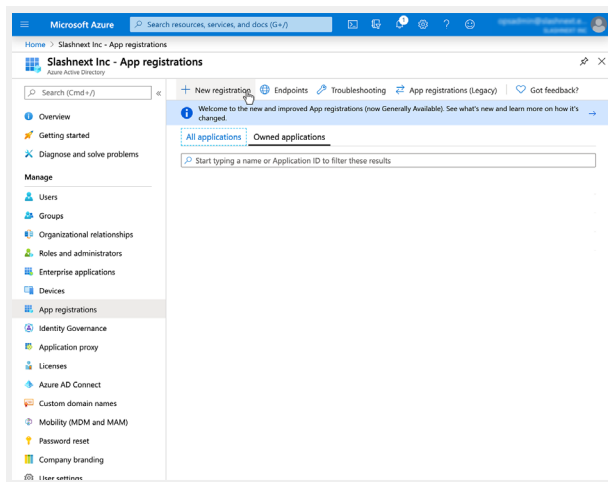 Microsoft Azure
Search resources, services, and docs (G+/)
1
Home > Slashnext Inc - App registrations
Slashnext Inc - App registrations
Azure Active Directory
Search (Cmd+/)
«
New registration
Endpoints
Troubleshooting
App registrations (Legacy)
Got feedback?
Welcome to the new and improved App registrations (now Generally Available). See what's new and learn more on how it's
changed.
All applications
Owned applications
Start typing a name or Application ID to filter these results
Overview
Getting started
Diagnose and solve problems
Manage
Users
Groups
Organizational relationships
Roles and administrators
Enterprise applications
Devices
App registrations
Identity Governance
Application proxy
Licenses
Azure AD Connect
Custom domain names
Mobility (MDM and MAM)
Password reset
Company branding
User settings